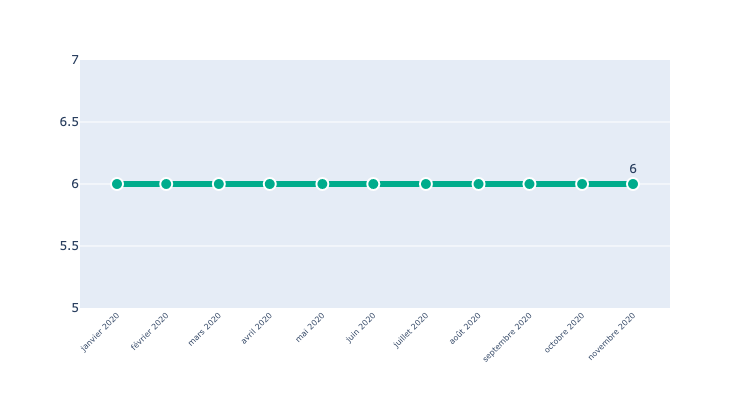 7
6.5
6
5.5
5
6
janvier 2020
février 2020
mars 2020
avril 2020
mai 2020
juin 2020
juillet 2020
août 2020
septembre 2020
octobre 2020
novembre 2020